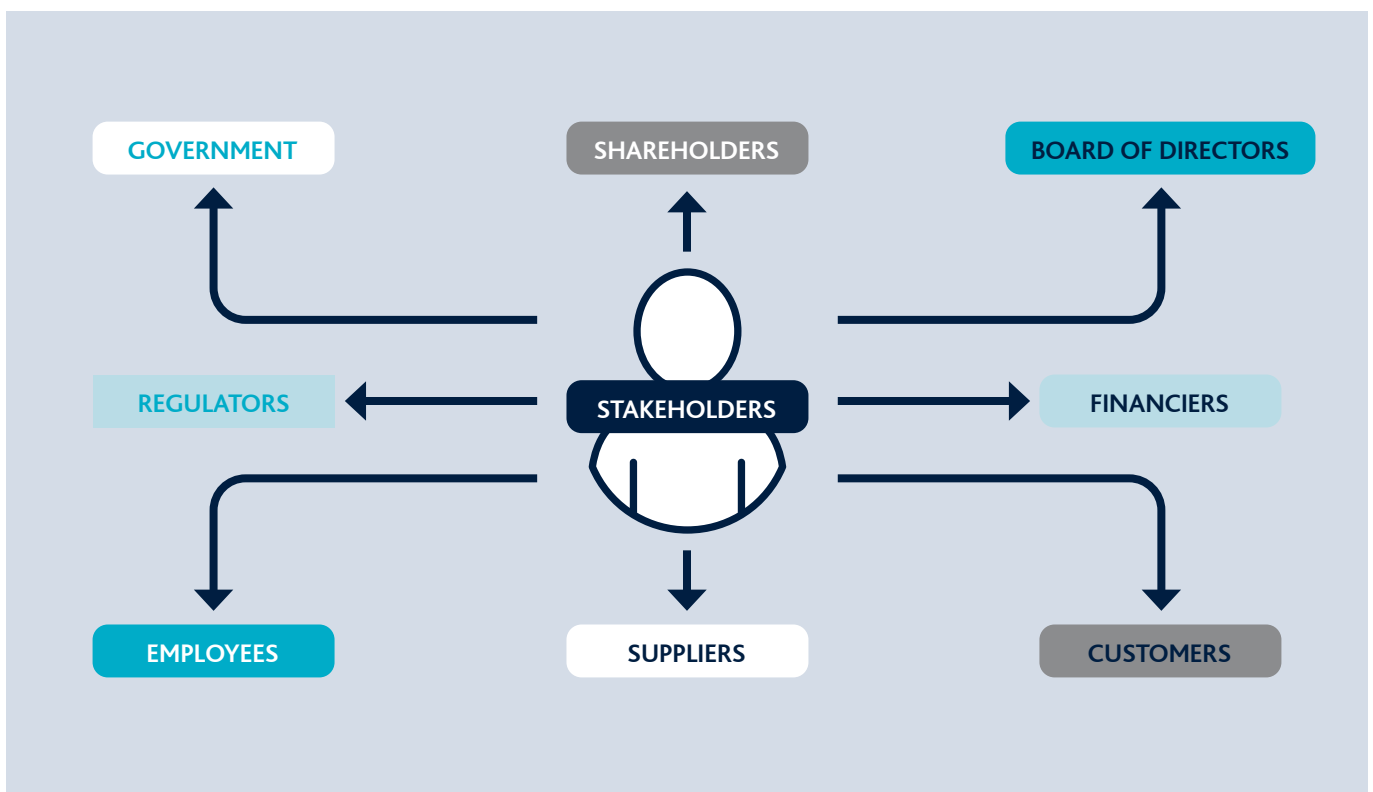 GOVERNMENT
SHAREHOLDERS
BOARD OF DIRECTORS
REGULATORS
STAKEHOLDERS
FINANCIERS
EMPLOYEES
SUPPLIERS
CUSTOMERS